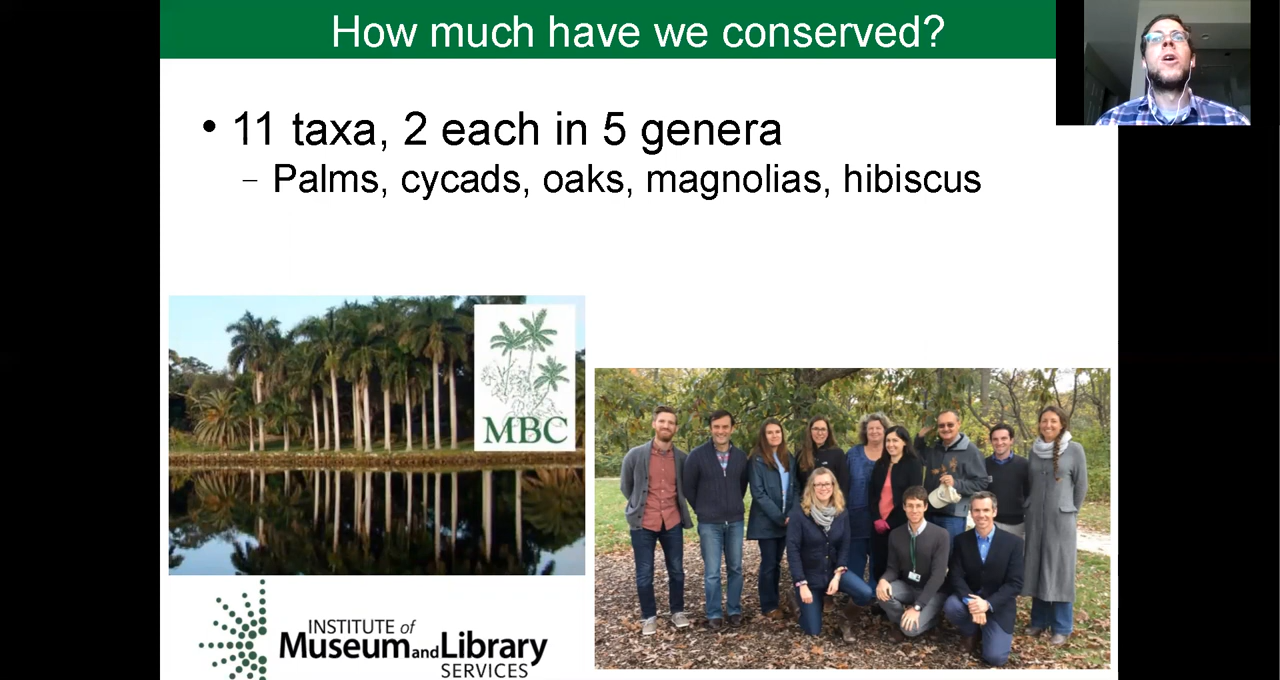 How much have we conserved?
• 11 taxa, 2 each in 5 genera
– Palms, cycads, oaks, magnolias, hibiscus
MBC
INSTITUTE of
Museum and Library
SERVICES